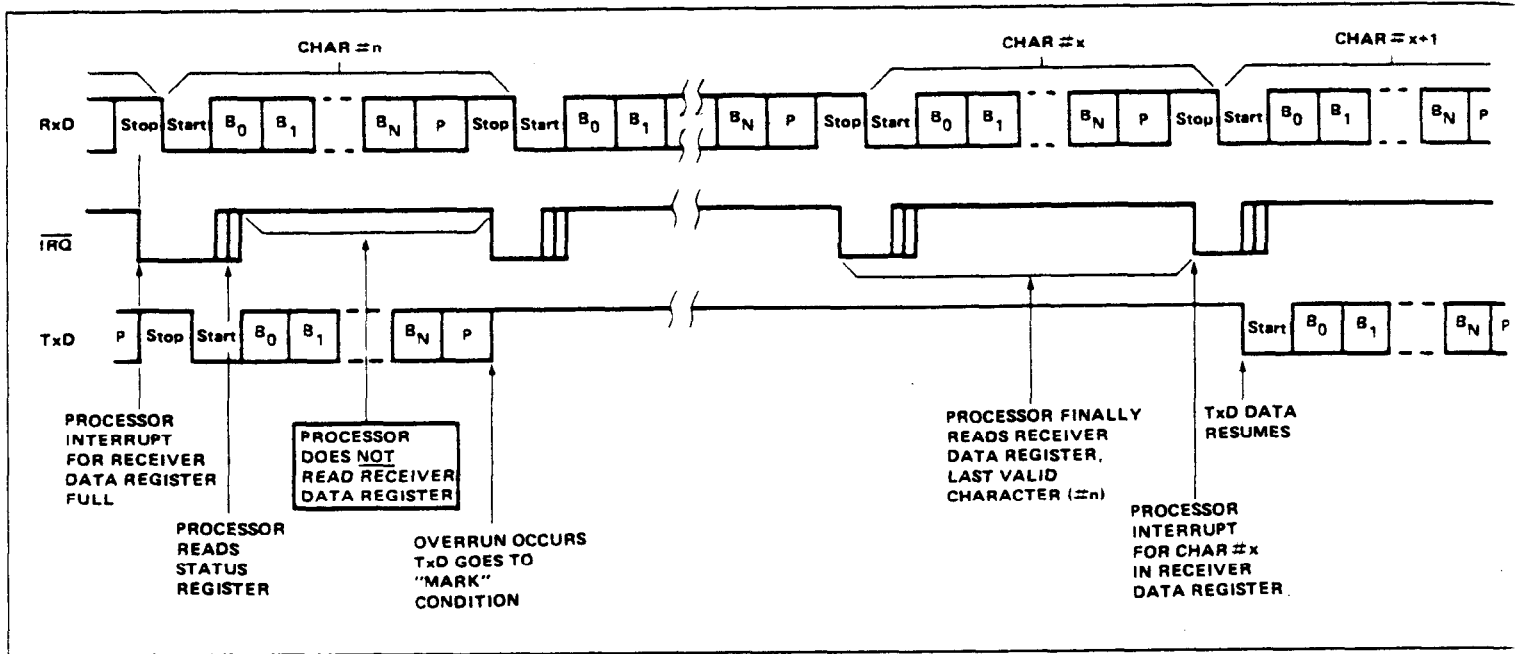 CHAR #n
CHAR #x
CHAR #x+1
RxD
Stop Start B0 B1 BN P Stop Start B0 B1 BN P Stop Start B0 B1 BN P Stop Start B0 B1 BN P
IRQ
TxD
P Stop Start B0 B1 BN P Start B0 B1 BN P
PROCESSOR
INTERRUPT
FOR RECEIVER
DATA REGISTER
FULL
PROCESSOR
READS
STATUS
REGISTER
PROCESSOR
DOES NOT
READ RECEIVER
DATA REGISTER
OVERRUN OCCURS
TxD GOES TO
"MARK"
CONDITION
PROCESSOR FINALLY
READS RECEIVER
DATA REGISTER,
LAST VALID
CHARACTER (#n)
PROCESSOR
INTERRUPT
FOR CHAR #x
IN RECEIVER
DATA REGISTER
TxD DATA
RESUMES